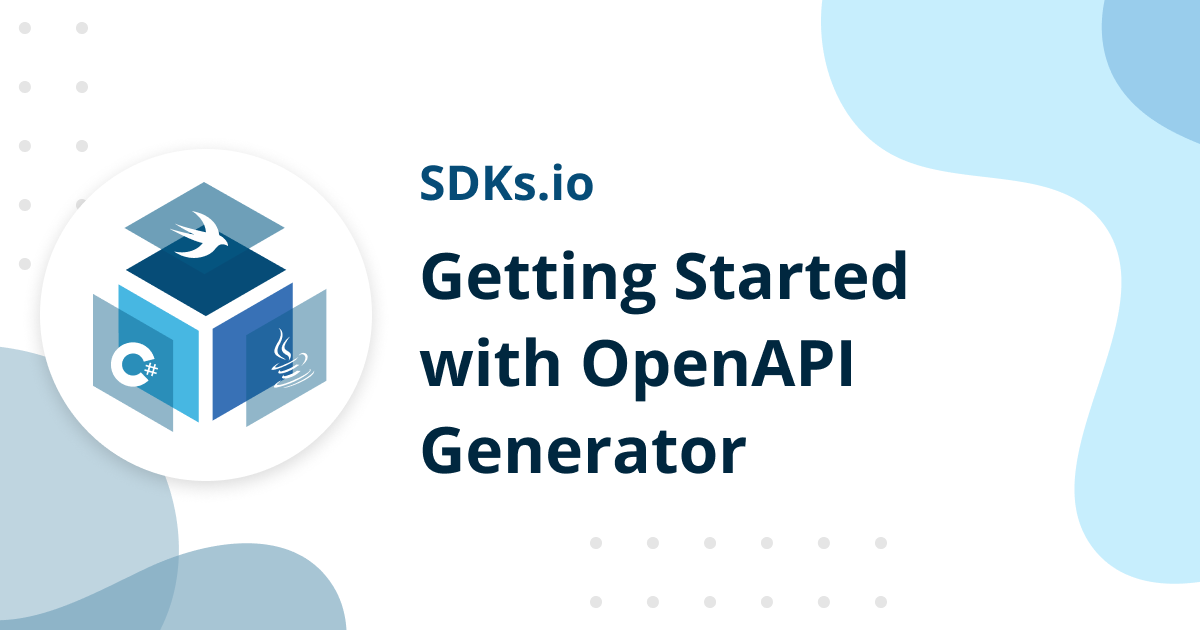 SDKs.io
Getting Started
with OpenAPI
Generator
C#